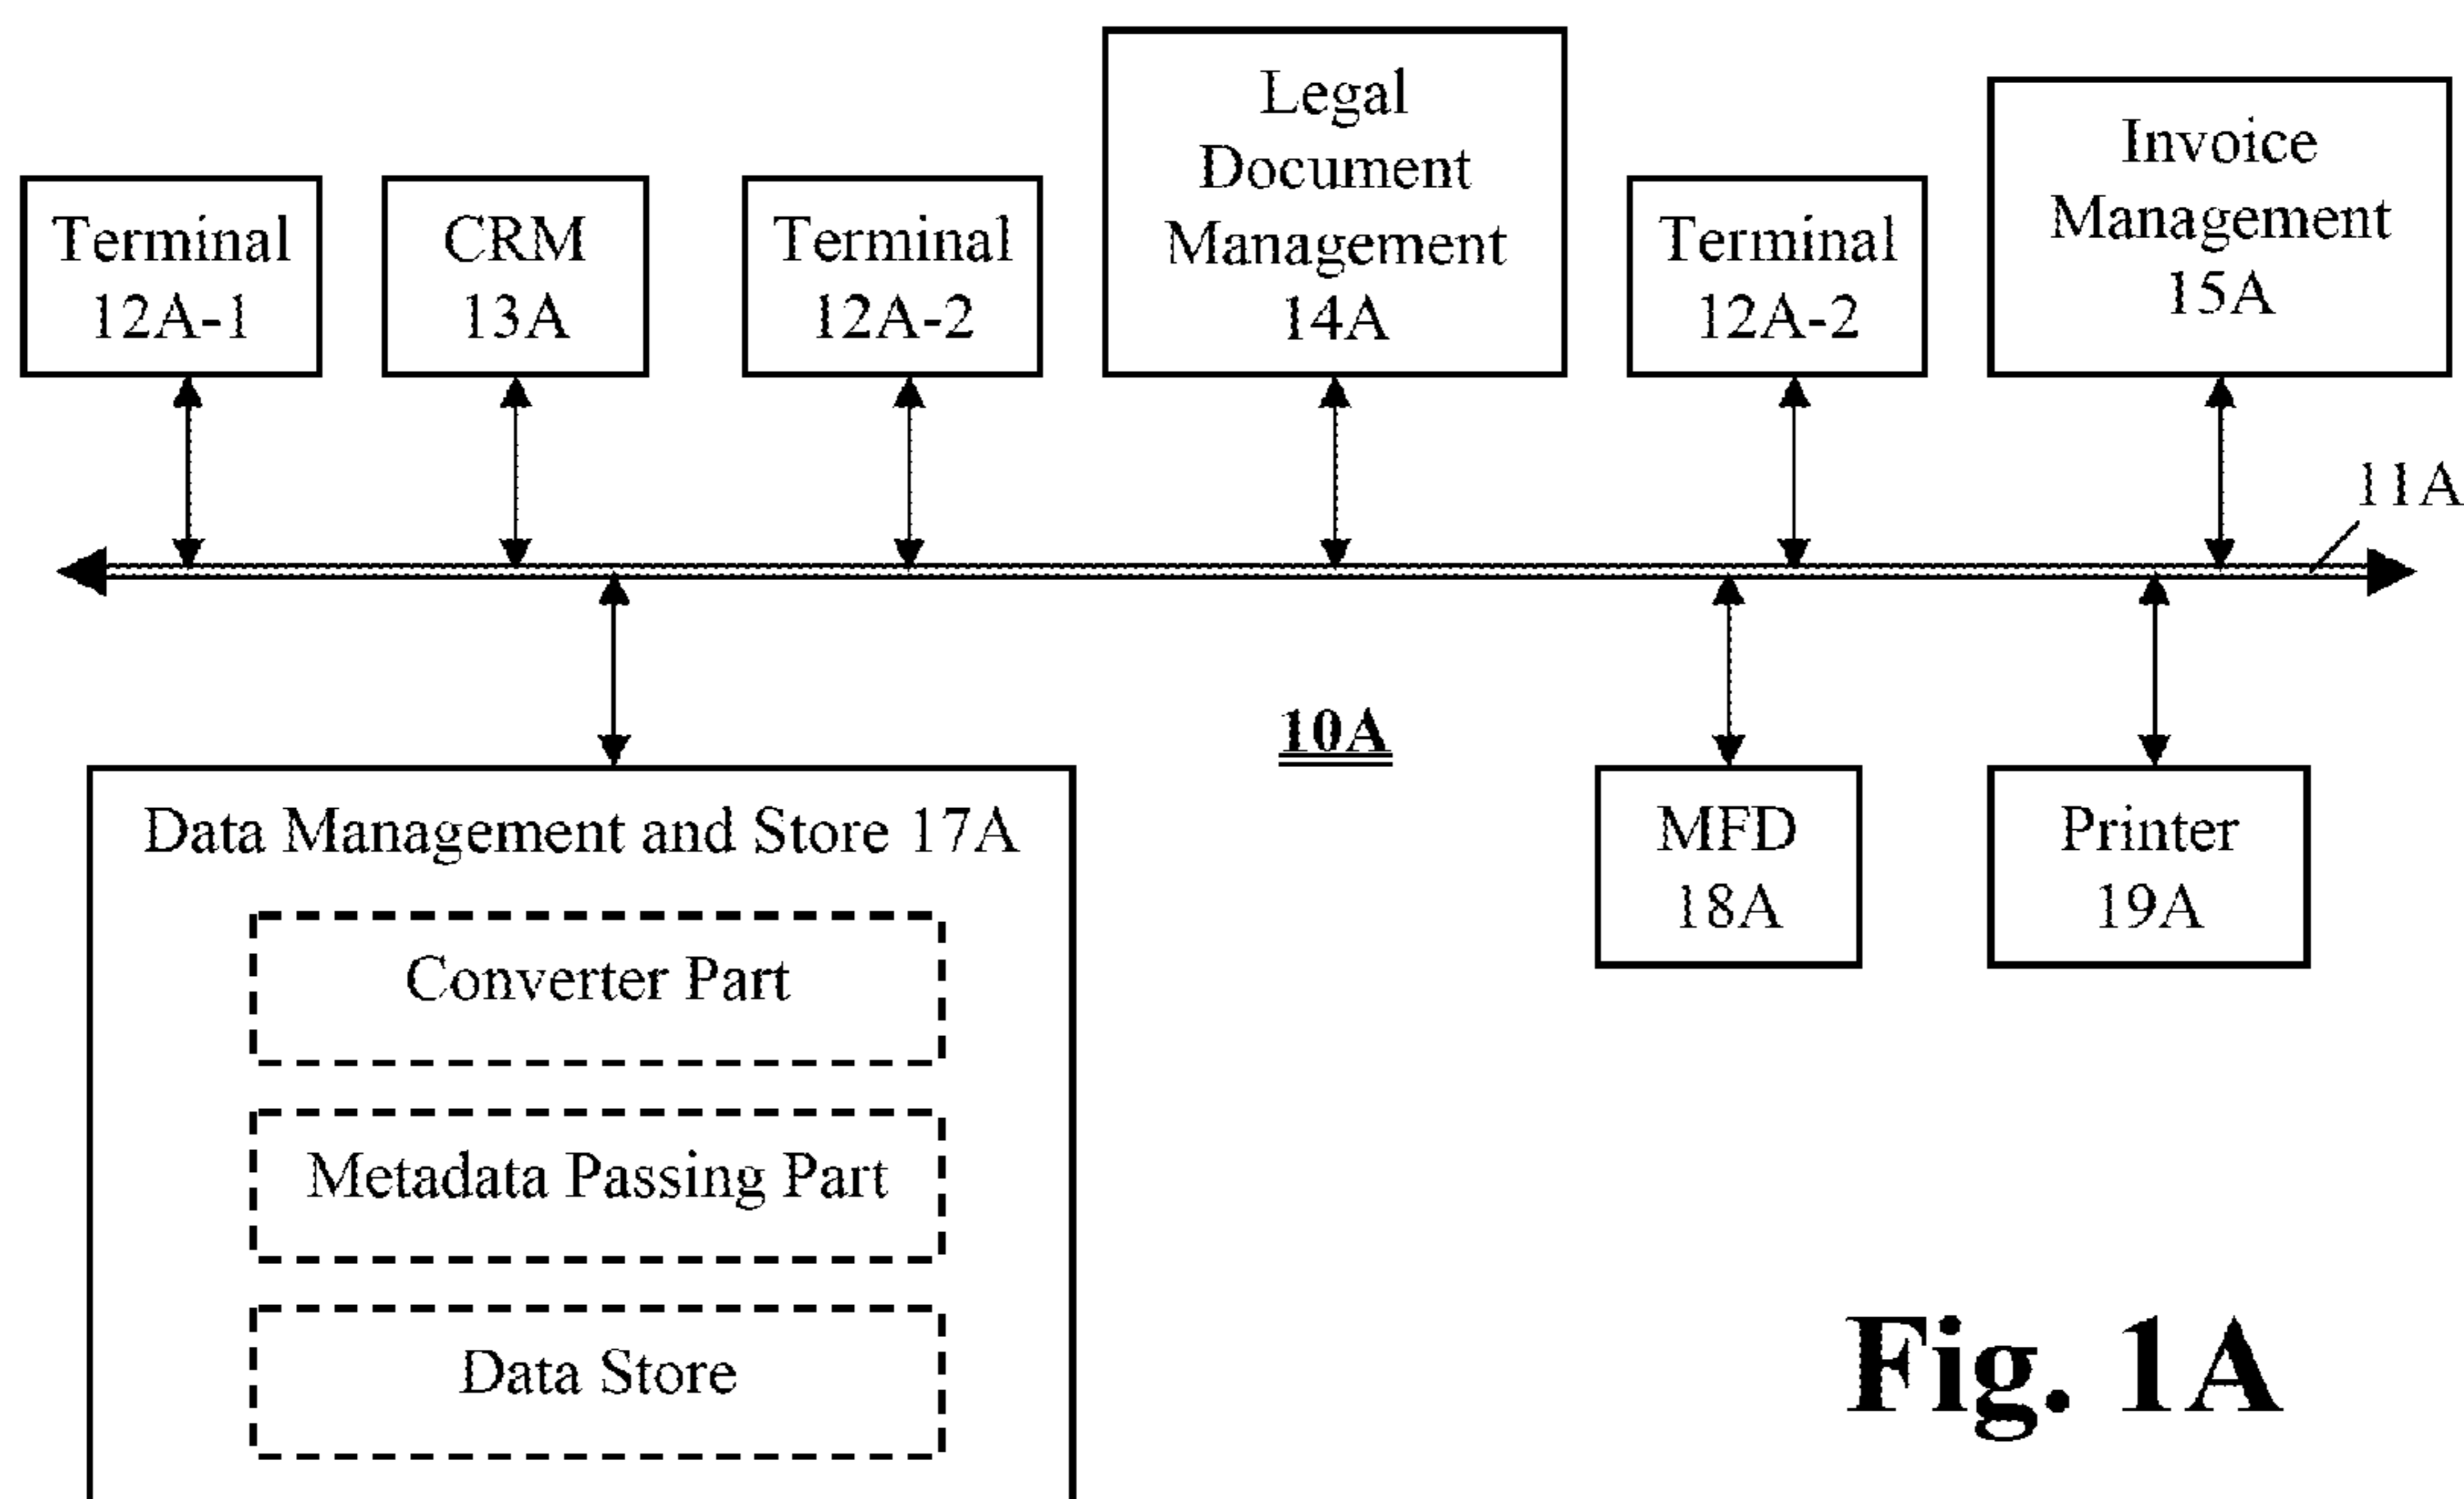 Terminal
12A-1
CRM
13A
Terminal
12A-2
Legal
Document
Management
14A
Terminal
12A-2
Invoice
Management
15A
11A
10A
Data Management and Store 17A
Converter Part
Metadata Passing Part
Data Store
MFD
18A
Printer
19A
Fig. 1A